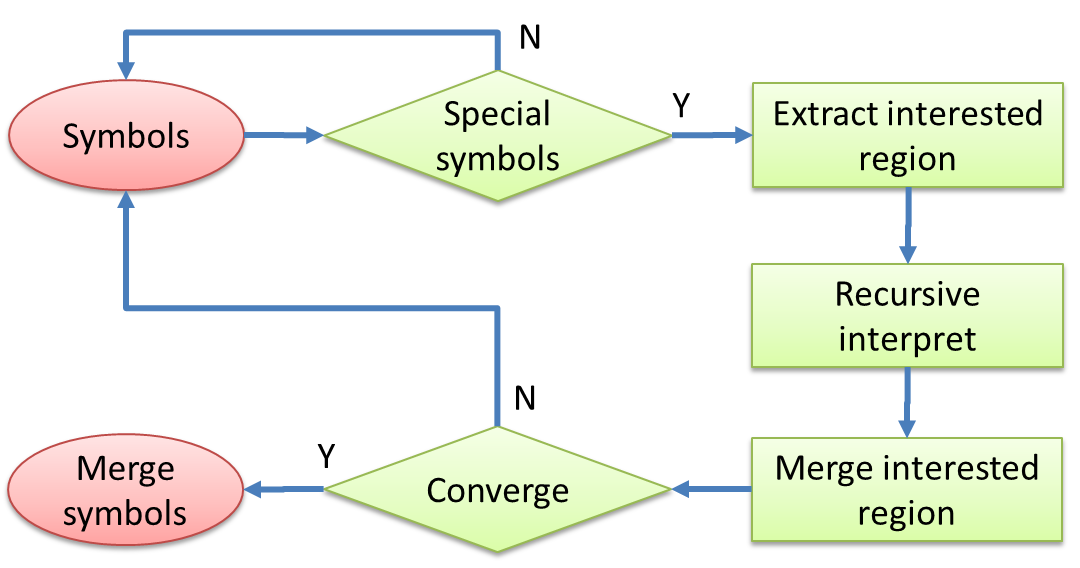 N
Symbols
Special
symbols
Y
Extract interested
region
Recursive
interpret
N
Merge
symbols
Y
Converge
Merge interested
region